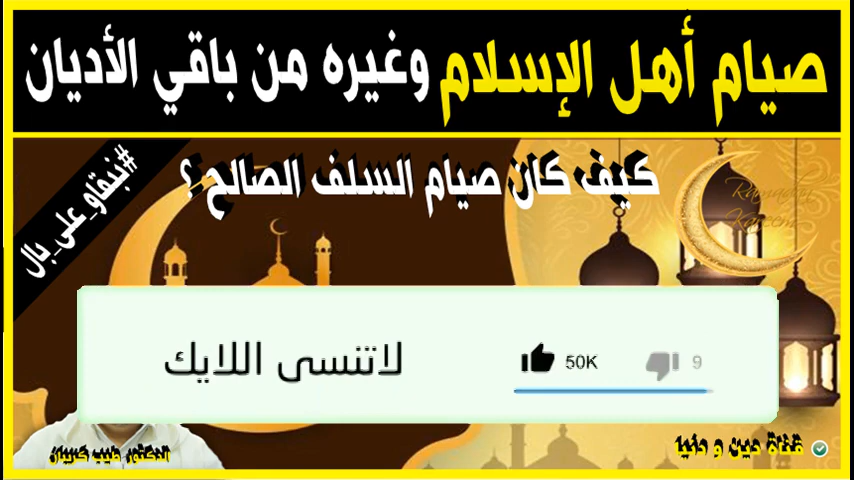 صيام أهل الإسلام وغيره من باقي الأديان
كيف كان صيام السلف الصالح ؟
#بنبقاو_على_بال
Ramadan
Kareem
لاتنسى اللايك
50K
9
الدكتور طيب كريبان
قناة دين و دنيا